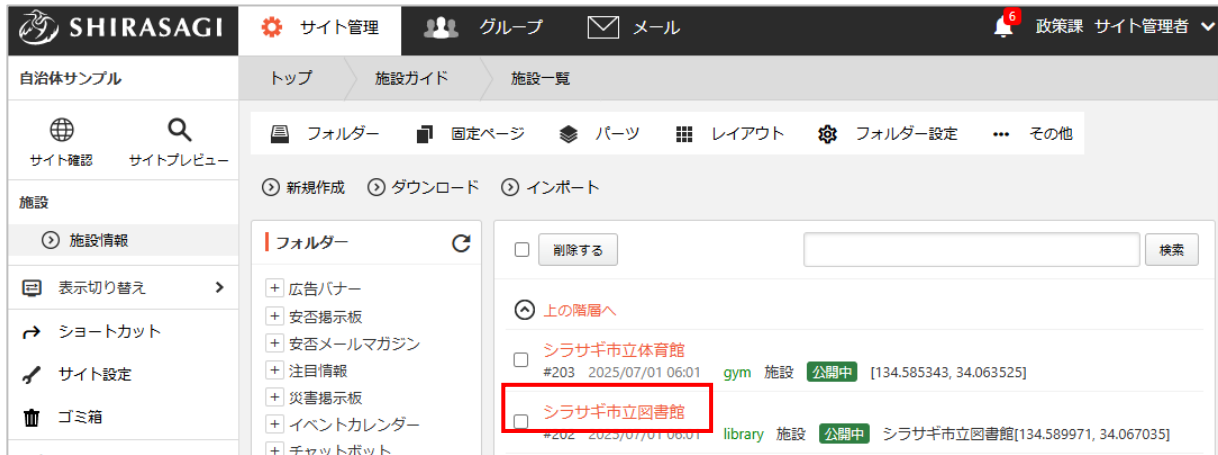 SHIRASAGI サイト管理 グループ メール 6 政策課 サイト管理者
自治体サンプル トップ 施設ガイド 施設一覧
サイト確認 サイトプレビュー
フォルダー 固定ページ パーツ レイアウト フォルダー設定 その他
新規作成 ダウンロード インポート
施設
施設情報
表示切り替え
ショートカット
サイト設定
ゴミ箱
フォルダー
広告バナー
安否掲示板
安否メールマガジン
注目情報
災害掲示板
イベントカレンダー
チャットボット
削除する 検索
上の階層へ
シラサギ市立体育館
#203 2025/07/01 06:01 gym 施設 公開中 [134.585343, 34.063525]
シラサギ市立図書館
#202 2025/07/01 06:01 library 施設 公開中 シラサギ市立図書館[134.589971, 34.067035]